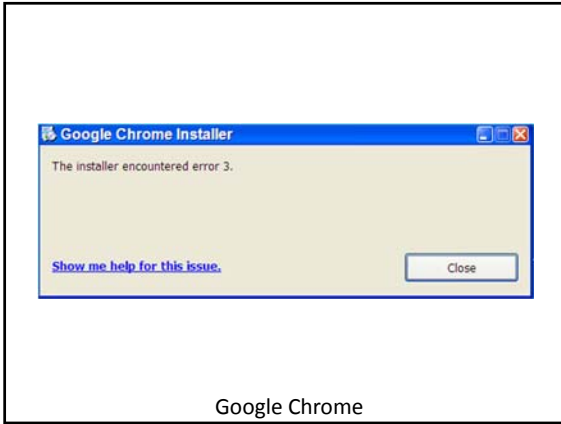 Google Chrome Installer
The installer encountered error 3.
Show me help for this issue.
Close
Google Chrome